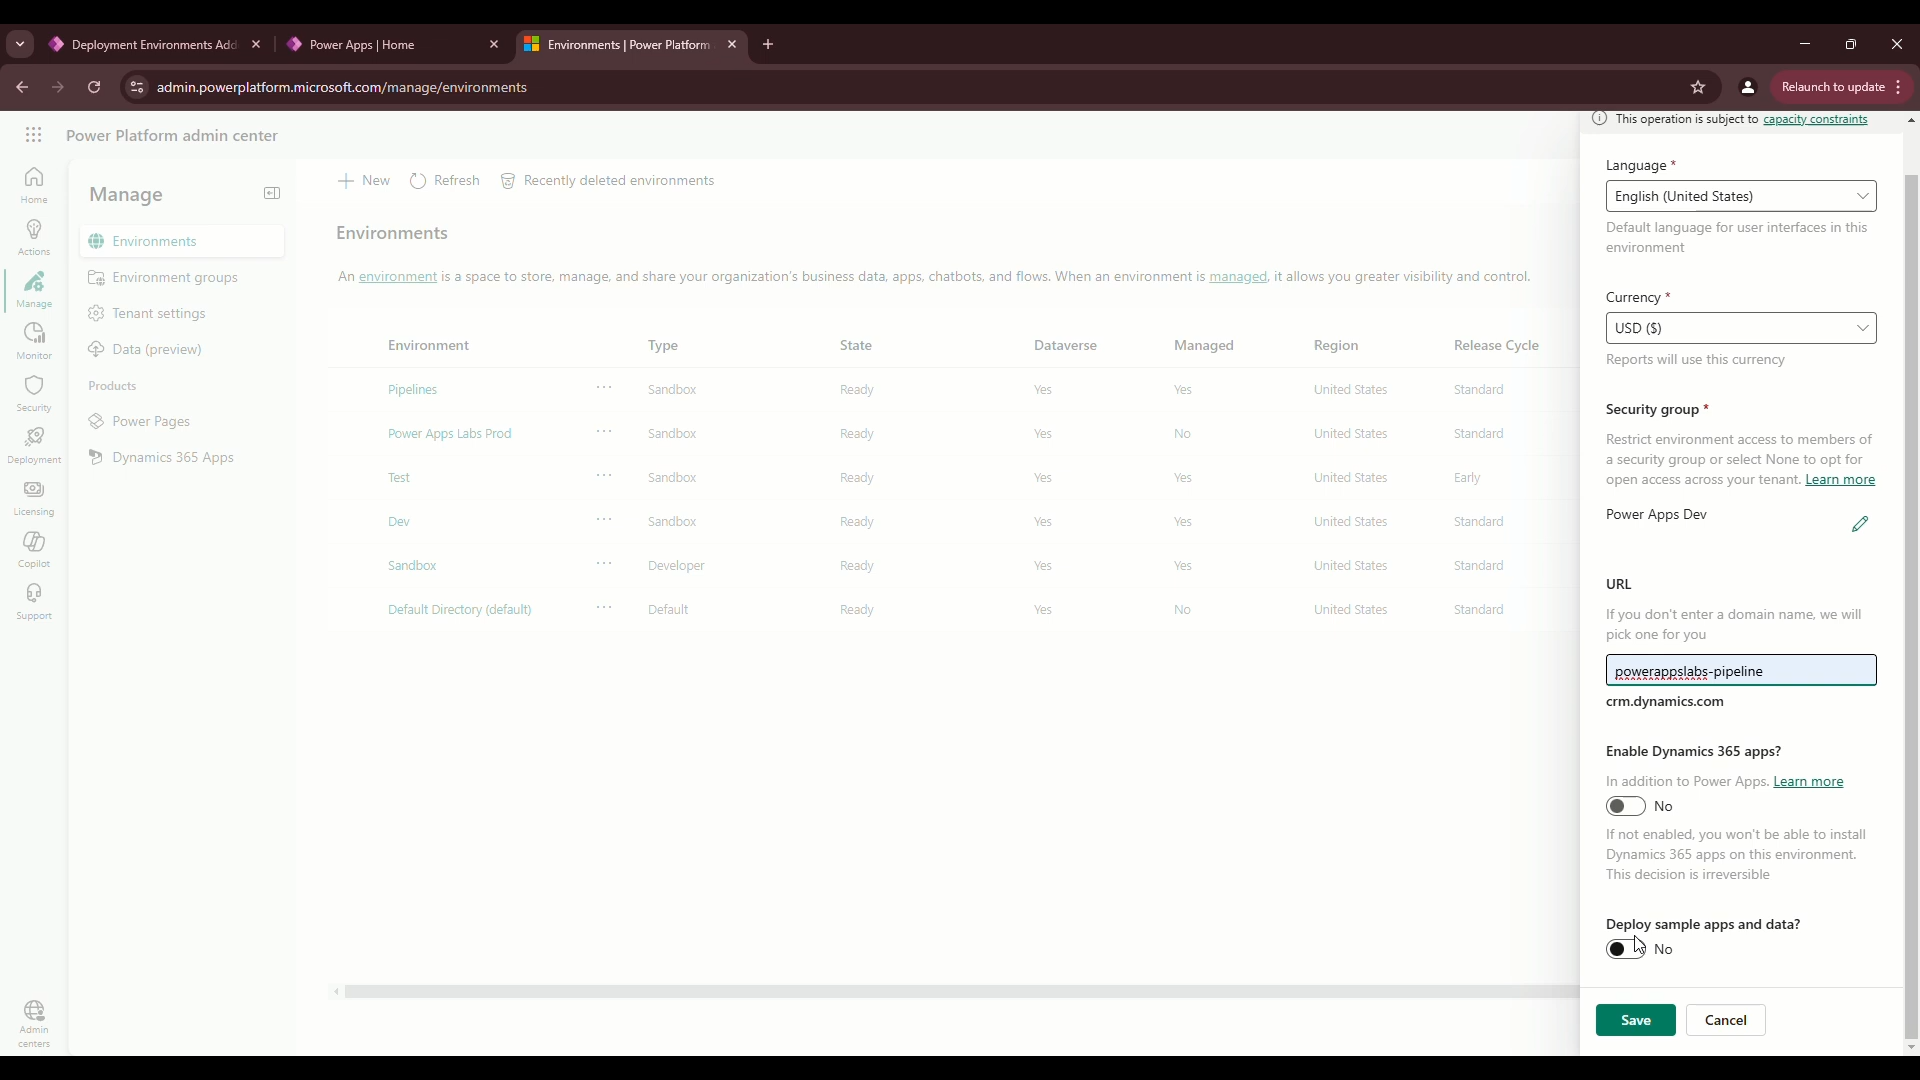 Deployment Environments Add
Power Apps | Home
Environments | Power Platform
admin.powerplatform.microsoft.com/manage/environments
Relaunch to update
Power Platform admin center
Home
Actions
Manage
Monitor
Security
Deployment
Licensing
Copilot
Support
Admin
centers
Manage
Environments
Environment groups
Tenant settings
Data (preview)
Products
Power Pages
Dynamics 365 Apps
New Refresh Recently deleted environments
Environments
An environment is a space to store, manage, and share your organization's business data, apps, chatbots, and flows. When an environment is managed, it allows you greater visibility and control.
Environment Type State Dataverse Managed Region Release Cycle
Pipelines ... Sandbox Ready Yes Yes United States Standard
Power Apps Labs Prod ... Sandbox Ready Yes No United States Standard
Test ... Sandbox Ready Yes Yes United States Early
Dev ... Sandbox Ready Yes Yes United States Standard
Sandbox ... Developer Ready Yes Yes United States Standard
Default Directory (default) ... Default Ready Yes No United States Standard
This operation is subject to capacity constraints
Language *
English (United States)
Default language for user interfaces in this
environment
Currency *
USD ($)
Reports will use this currency
Security group *
Restrict environment access to members of
a security group or select None to opt for
open access across your tenant. Learn more
Power Apps Dev
URL
If you don't enter a domain name, we will
pick one for you
powerappslabs-pipeline
crm.dynamics.com
Enable Dynamics 365 apps?
In addition to Power Apps. Learn more
No
If not enabled, you won't be able to install
Dynamics 365 apps on this environment.
This decision is irreversible
Deploy sample apps and data?
No
Save Cancel